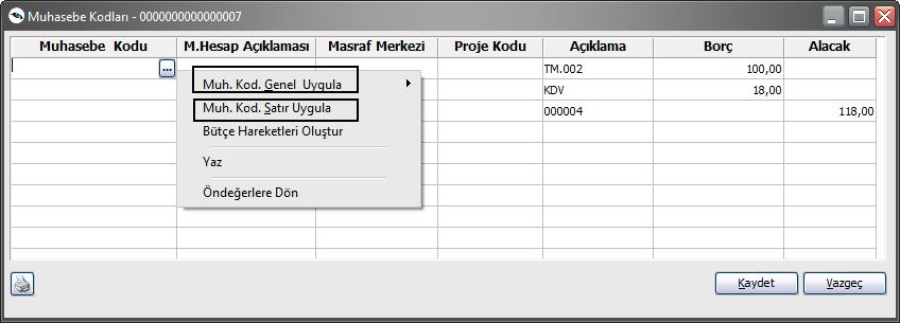 Muhasebe Kodları - 0000000000000007
Muhasebe Kodu M.Hesap Açıklaması Masraf Merkezi Proje Kodu Açıklama Borç Alacak
... TM.002 100,00
Muh. Kod. Genel Uygula KDV 18,00
Muh. Kod. Satır Uygula 000004 118,00
Bütçe Hareketleri Oluştur
Yaz
Öndeğerlere Dön
Kaydet Vazgeç